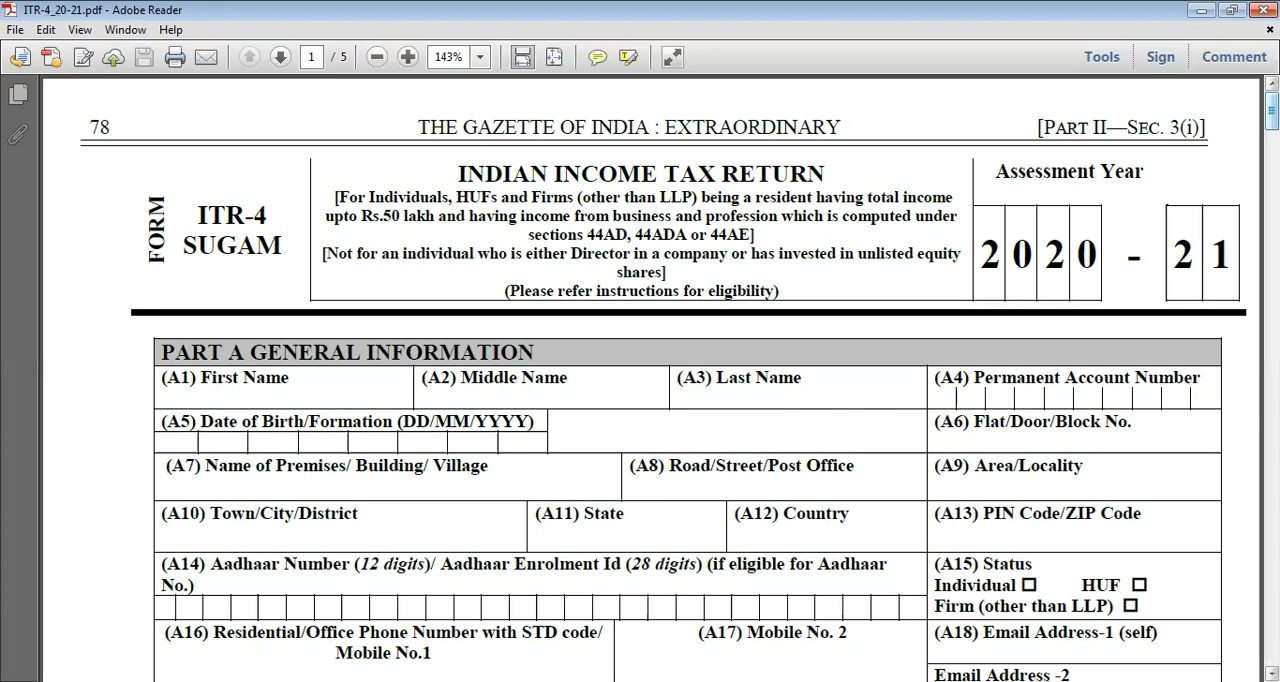 ITR-4_20-21.pdf - Adobe Reader
File Edit View Window Help
1 / 5 143% Tools Sign Comment
78 THE GAZETTE OF INDIA : EXTRAORDINARY [PART II—SEC. 3(i)]
FORM
ITR-4
SUGAM
INDIAN INCOME TAX RETURN
[For Individuals, HUFs and Firms (other than LLP) being a resident having total income
upto Rs.50 lakh and having income from business and profession which is computed under
sections 44AD, 44ADA or 44AE]
[Not for an individual who is either Director in a company or has invested in unlisted equity
shares]
(Please refer instructions for eligibility)
Assessment Year
2 0 2 0 - 2 1
PART A GENERAL INFORMATION
(A1) First Name (A2) Middle Name (A3) Last Name (A4) Permanent Account Number
(A5) Date of Birth/Formation (DD/MM/YYYY) (A6) Flat/Door/Block No.
(A7) Name of Premises/ Building/ Village (A8) Road/Street/Post Office (A9) Area/Locality
(A10) Town/City/District (A11) State (A12) Country (A13) PIN Code/ZIP Code
(A14) Aadhaar Number (12 digits)/ Aadhaar Enrolment Id (28 digits) (if eligible for Aadhaar
No.)
(A15) Status
Individual HUF
Firm (other than LLP)
(A16) Residential/Office Phone Number with STD code/
Mobile No.1
(A17) Mobile No. 2
(A18) Email Address-1 (self)
Email Address -2